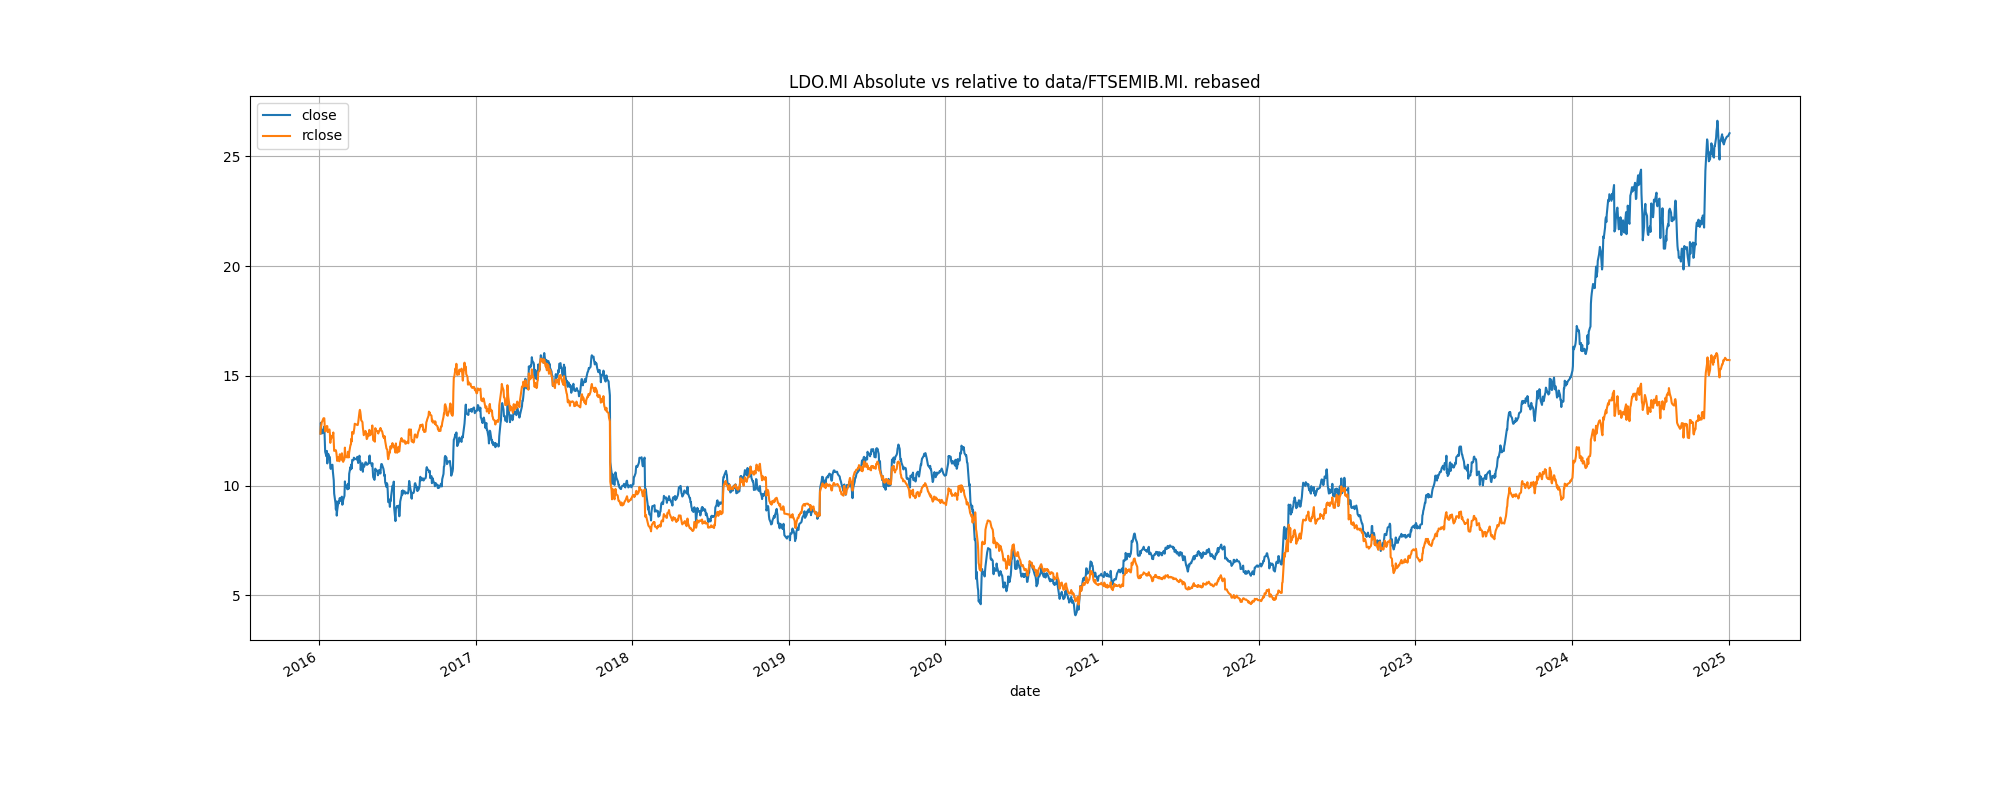 LDO.MI Absolute vs relative to data/FTSEMIB.MI. rebased
close
rclose
25
20
15
10
5
2016 2017 2018 2019 2020 2021 2022 2023 2024 2025
date